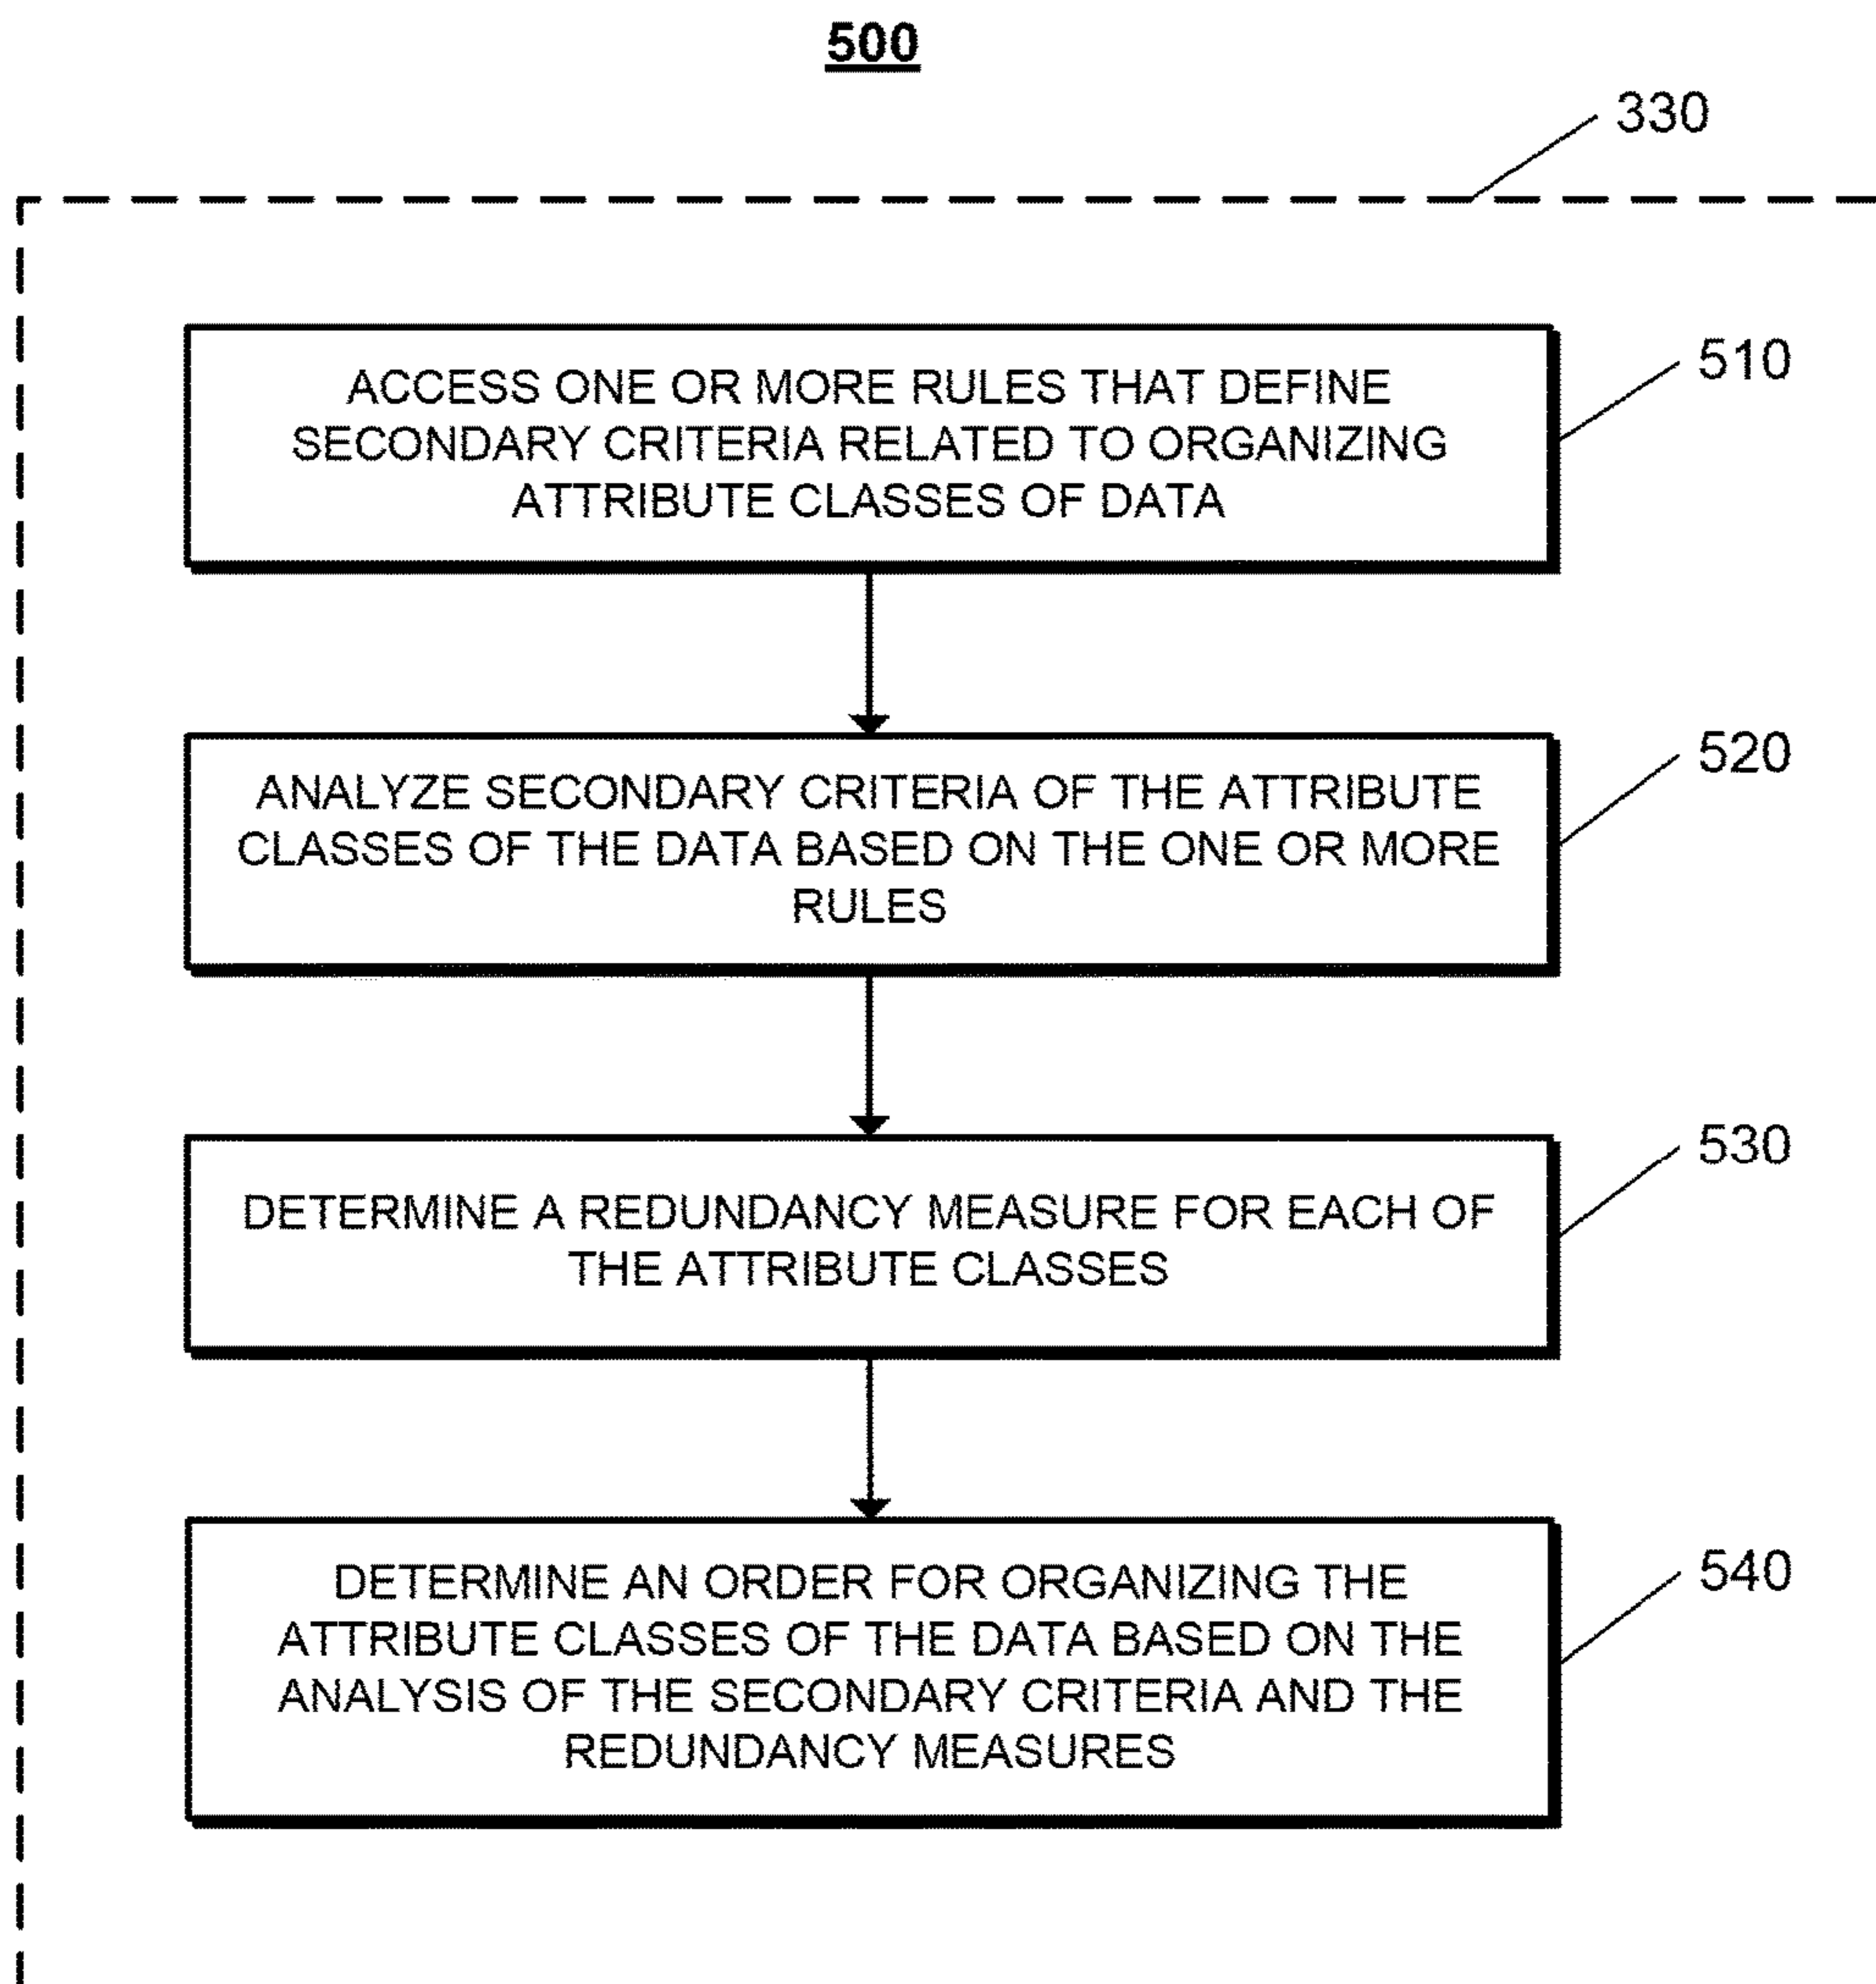 500
330
ACCESS ONE OR MORE RULES THAT DEFINE
SECONDARY CRITERIA RELATED TO ORGANIZING
ATTRIBUTE CLASSES OF DATA
510
ANALYZE SECONDARY CRITERIA OF THE ATTRIBUTE
CLASSES OF THE DATA BASED ON THE ONE OR MORE
RULES
520
DETERMINE A REDUNDANCY MEASURE FOR EACH OF
THE ATTRIBUTE CLASSES
530
DETERMINE AN ORDER FOR ORGANIZING THE
ATTRIBUTE CLASSES OF THE DATA BASED ON THE
ANALYSIS OF THE SECONDARY CRITERIA AND THE
REDUNDANCY MEASURES
540